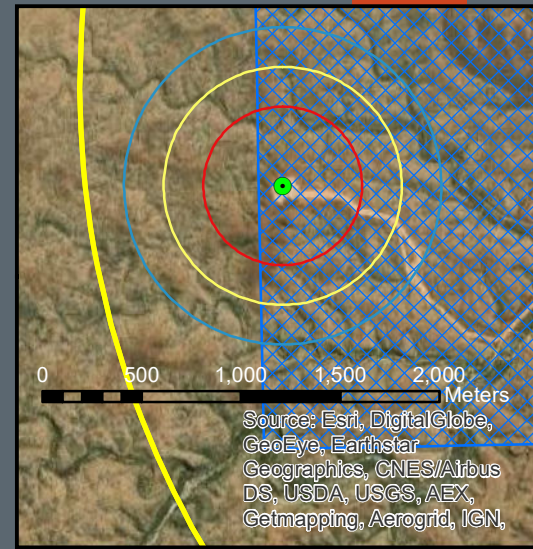 0 500 1,000 1,500 2,000
Meters
Source: Esri, DigitalGlobe,
GeoEye, Earthstar
Geographics, CNES/Airbus
DS, USDA, USGS, AEX,
Getmapping, Aerogrid, IGN,